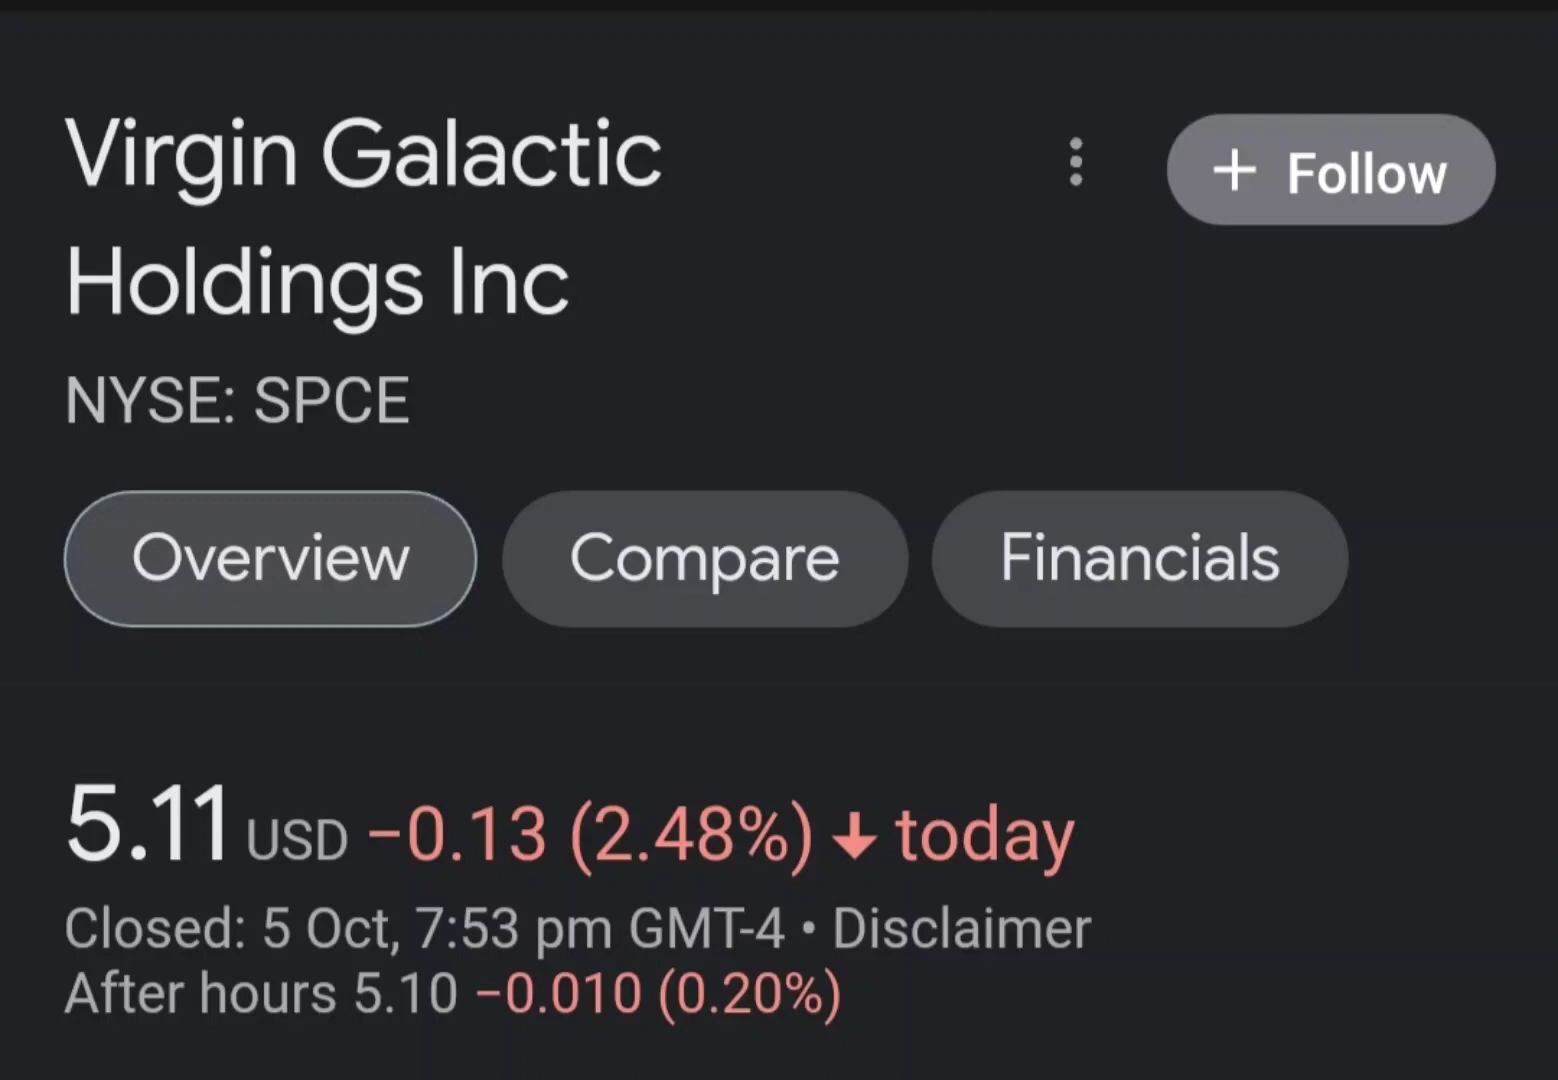 Virgin Galactic
Holdings Inc
+ Follow
NYSE: SPCE
Overview Compare Financials
5.11 USD −0.13 (2.48%) ↓ today
Closed: 5 Oct, 7:53 pm GMT-4 • Disclaimer
After hours 5.10 −0.010 (0.20%)